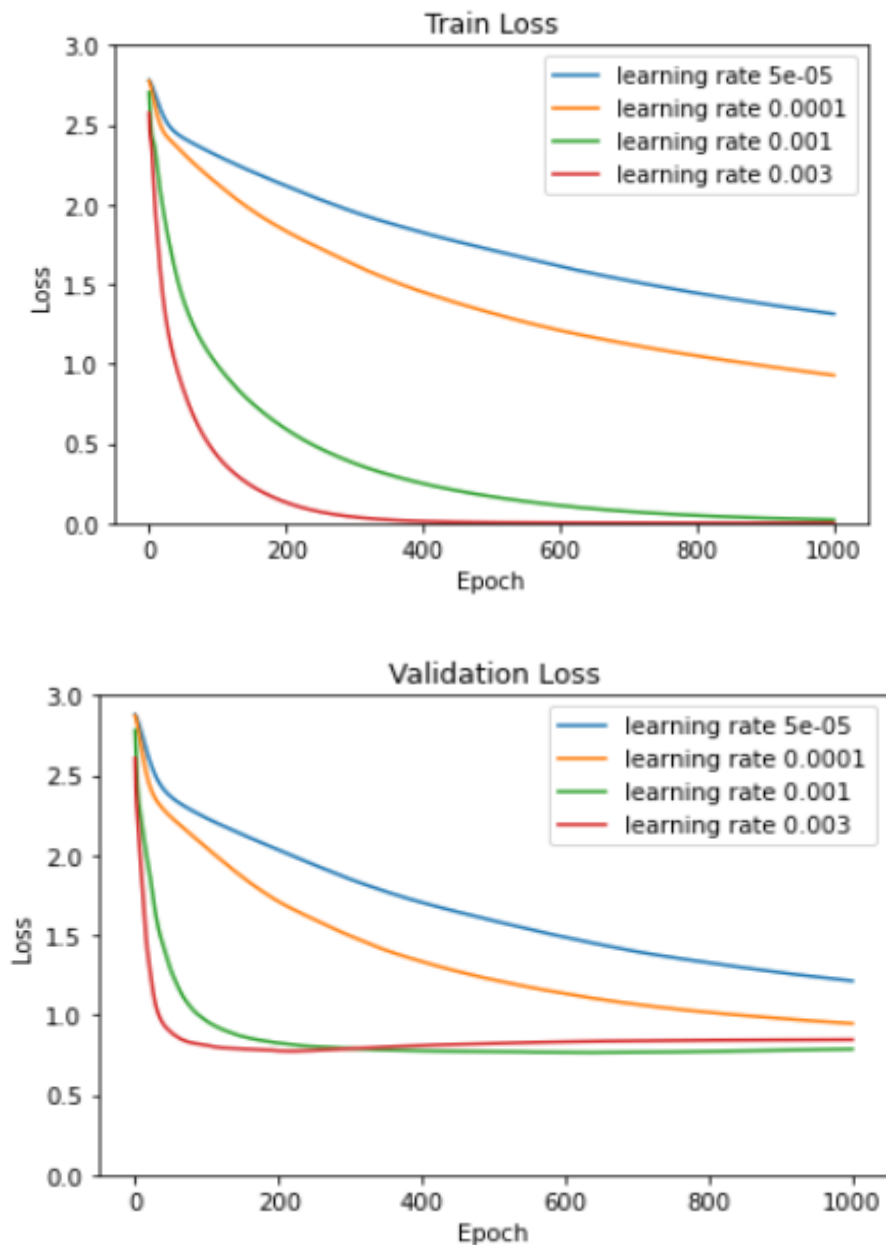 Train Loss
3.0
2.5
2.0
1.5
1.0
0.5
0.0
Loss
learning rate 5e-05
learning rate 0.0001
learning rate 0.001
learning rate 0.003
0 200 400 600 800 1000
Epoch
Validation Loss
3.0
2.5
2.0
1.5
1.0
0.5
0.0
Loss
learning rate 5e-05
learning rate 0.0001
learning rate 0.001
learning rate 0.003
0 200 400 600 800 1000
Epoch